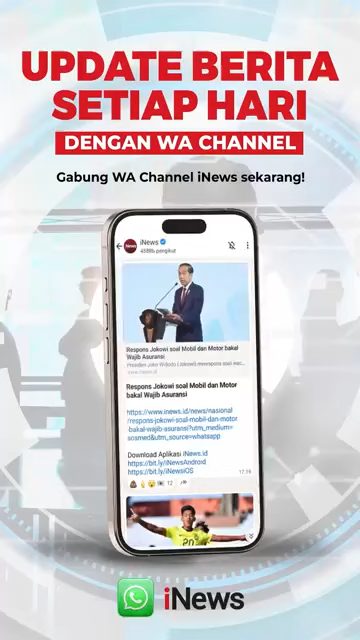 UPDATE BERITA
SETIAP HARI
DENGAN WA CHANNEL
Gabung WA Channel iNews sekarang!
iNews
Respons Jokowi soal Mobil dan Motor bakal
Wajib Asuransi
Respons Jokowi soal Mobil dan Motor
bakal Wajib Asuransi
https://www.inews.id/news/nasional
/respons-jokowi-soal-mobil-dan-motor
-bakal-wajib-asuransi?utm_medium=
sosmed&utm_source=whatsapp
Download Aplikasi iNews.id
https://bit.ly/iNewsAndroid
https://bit.ly/iNewsiOS
12
17.19
20
iNews